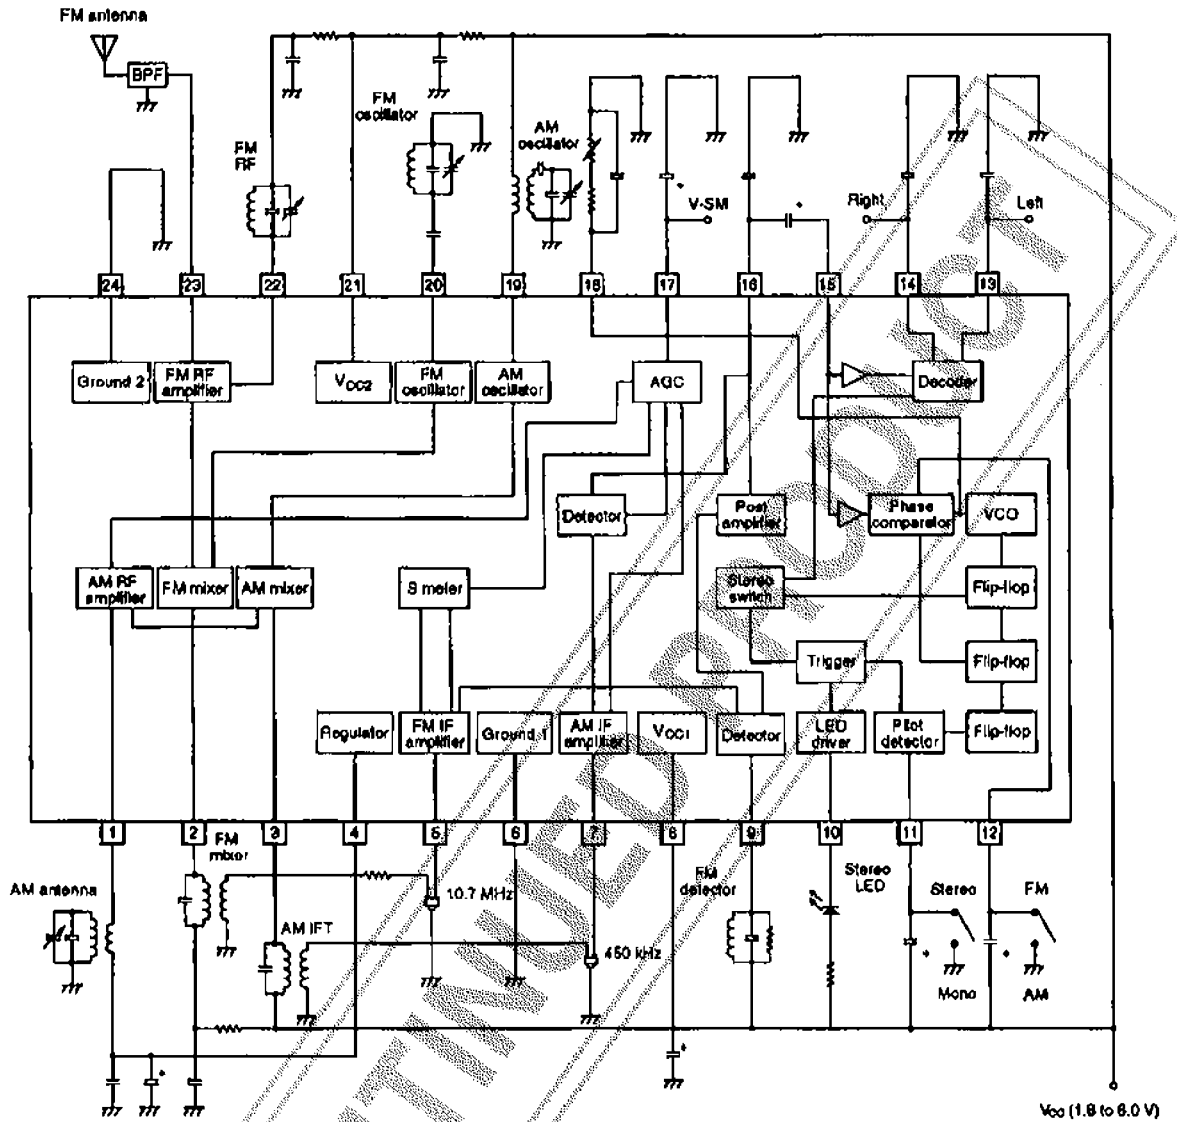 FM antenna
BPF
FM RF
FM oscillator
AM oscillator
V-SM
Right
Left
24
23
22
21
20
19
18
17
16
15
14
13
Ground 2
FM RF amplifier
VCC2
FM oscillator
AM oscillator
AGC
Decoder
Detector
Post amplifier
Phase comparator
VCO
AM RF amplifier
FM mixer
AM mixer
S meter
Stereo switch
Flip-flop
Trigger
Flip-flop
Regulator
FM IF amplifier
Ground 1
AM IF amplifier
VCC1
Detector
LED driver
Pilot detector
Flip-flop
1
2
3
4
5
6
7
8
9
10
11
12
FM mixer
AM antenna
10.7 MHz
AM IFT
450 kHz
FM detector
Stereo LED
Stereo
FM
Mono
AM
VCC (1.8 to 6.0 V)
TINUED PRODUCT